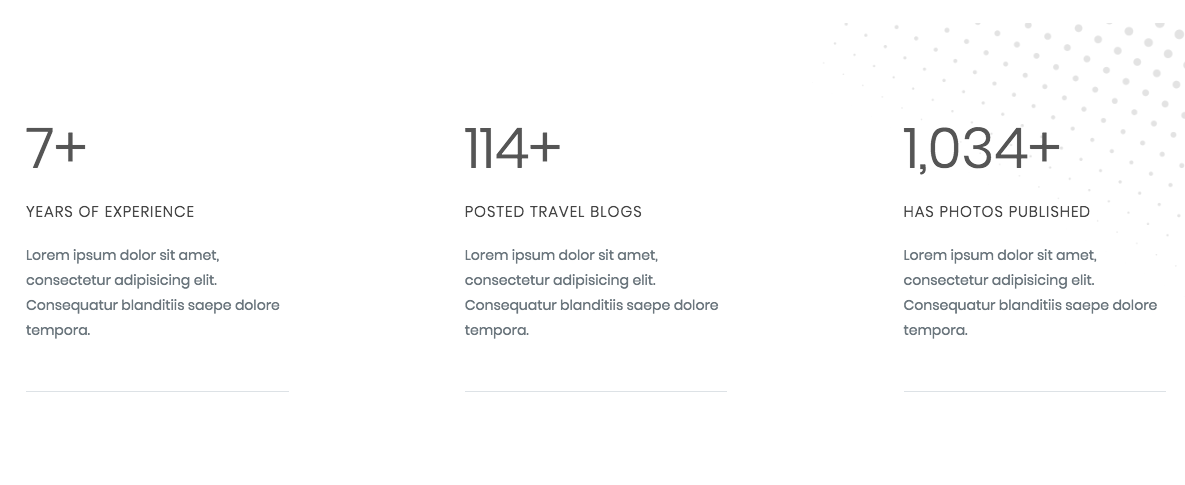 7+
YEARS OF EXPERIENCE
Lorem ipsum dolor sit amet,
consectetur adipisicing elit.
Consequatur blanditiis saepe dolore
tempora.
114+
POSTED TRAVEL BLOGS
Lorem ipsum dolor sit amet,
consectetur adipisicing elit.
Consequatur blanditiis saepe dolore
tempora.
1,034+
HAS PHOTOS PUBLISHED
Lorem ipsum dolor sit amet,
consectetur adipisicing elit.
Consequatur blanditiis saepe dolore
tempora.